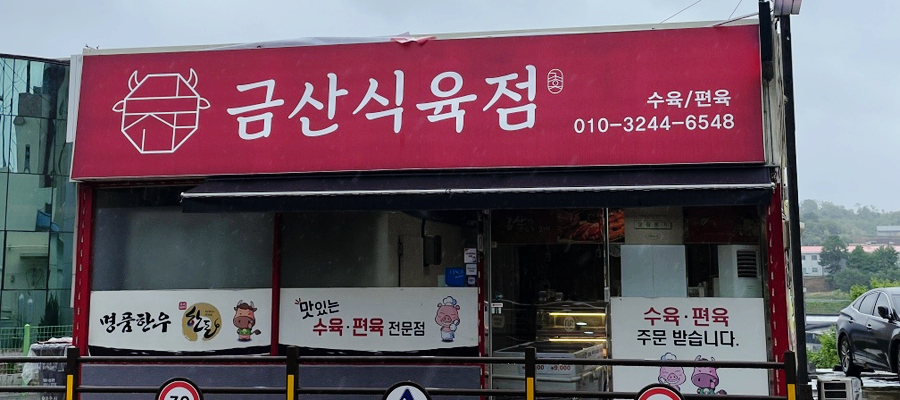 금산식육점
수육/편육
010-3244-6548
명품한우
한돈
맛있는
수육·편육 전문점
수육·편육
주문 받습니다.